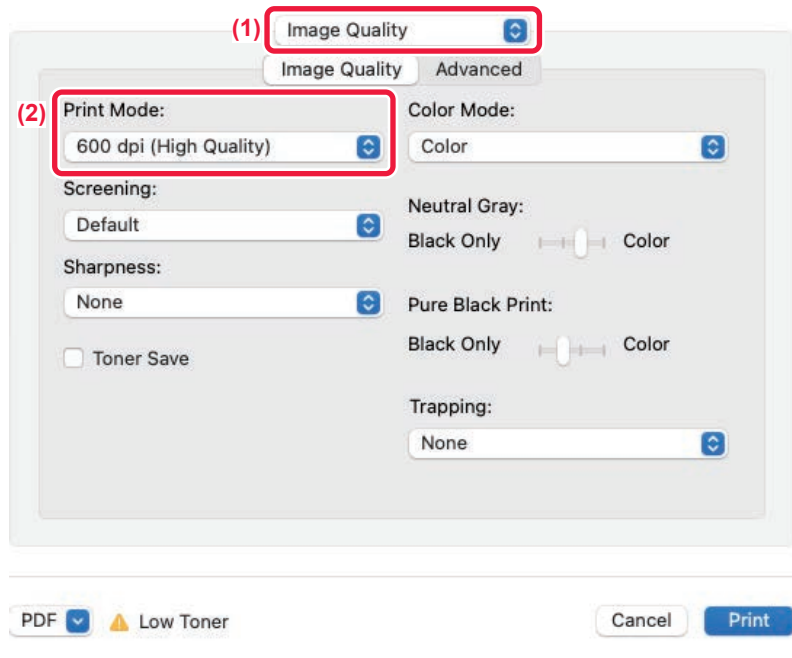 (1) Image Quality
Image Quality Advanced
(2) Print Mode:
600 dpi (High Quality)
Screening:
Default
Sharpness:
None
Toner Save
Color Mode:
Color
Neutral Gray:
Black Only Color
Pure Black Print:
Black Only Color
Trapping:
None
PDF Low Toner Cancel Print